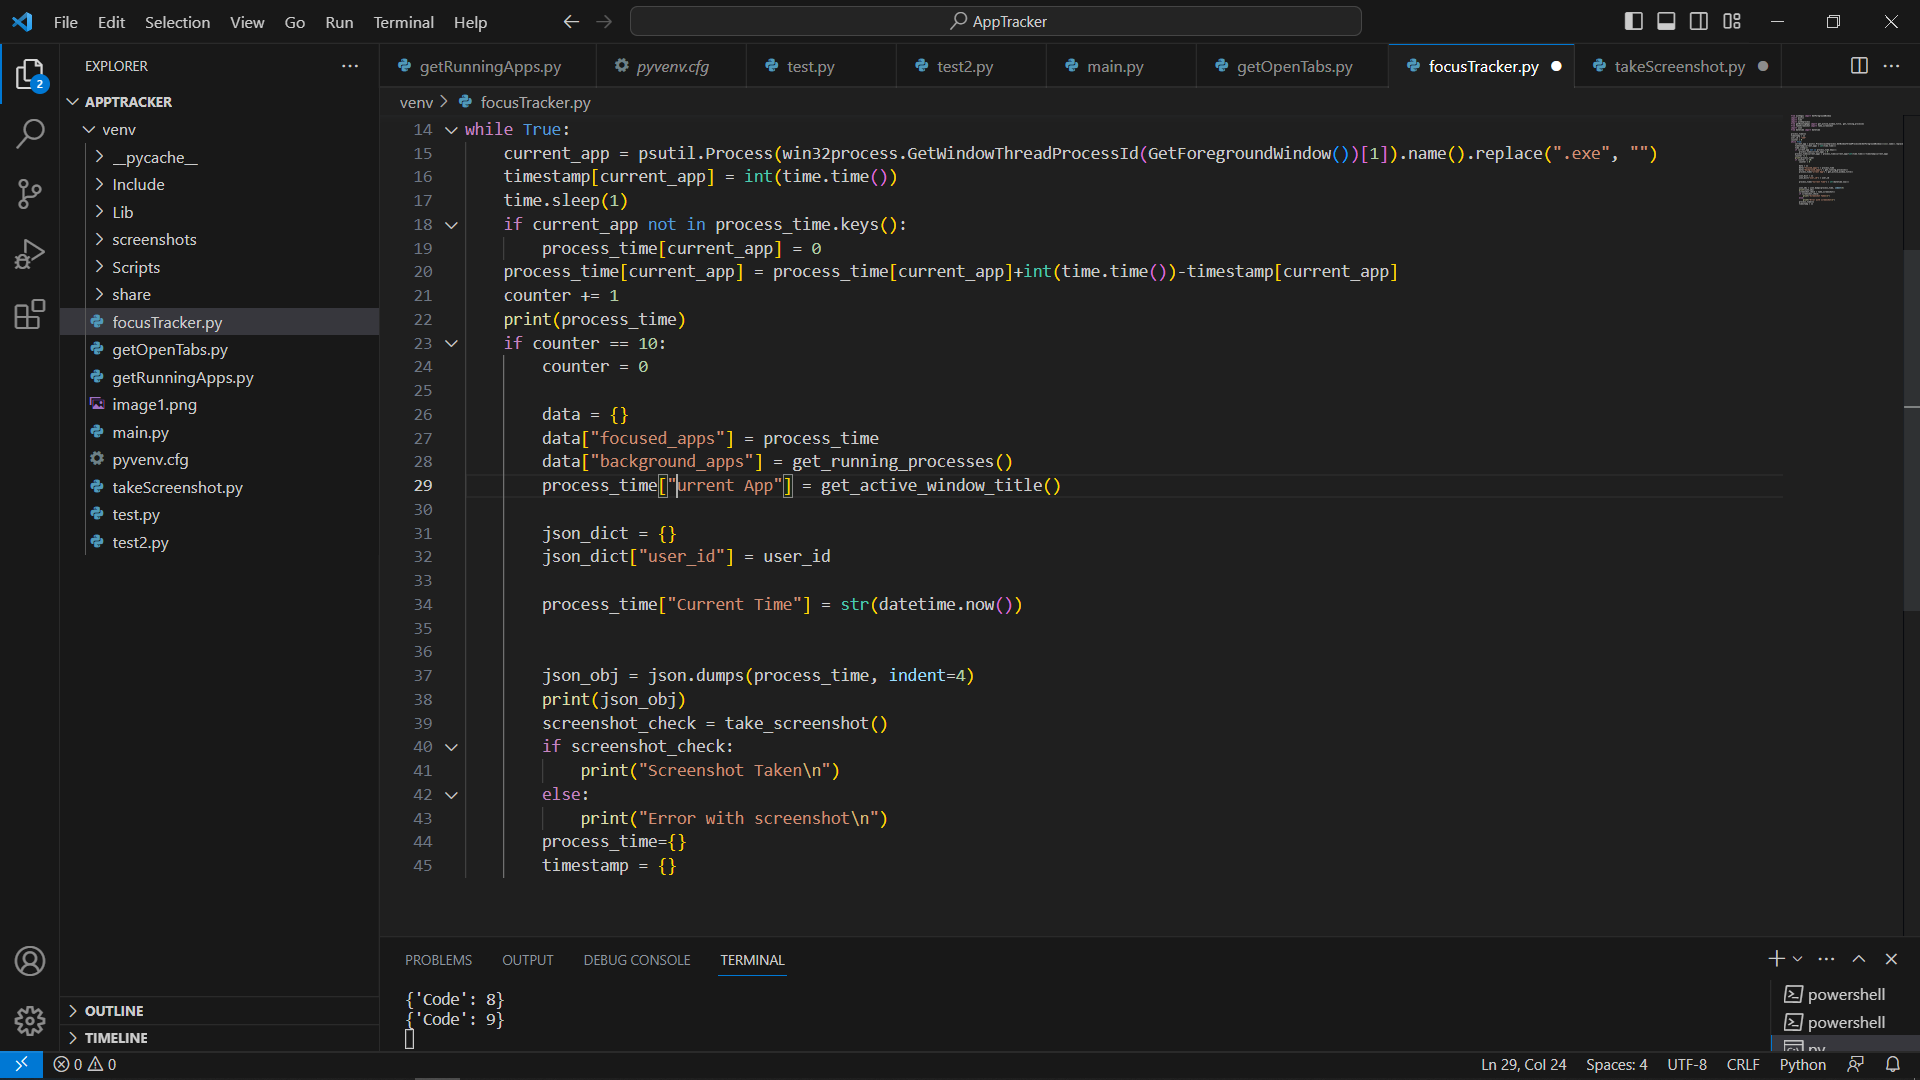 File Edit Selection View Go Run Terminal Help
AppTracker
EXPLORER
2
APPTRACKER
venv
__pycache__
Include
Lib
screenshots
Scripts
share
focusTracker.py
getOpenTabs.py
getRunningApps.py
image1.png
main.py
pyvenv.cfg
takeScreenshot.py
test.py
test2.py
OUTLINE
TIMELINE
getRunningApps.py pyvenv.cfg test.py test2.py main.py getOpenTabs.py focusTracker.py takeScreenshot.py
venv > focusTracker.py
14 while True:
15 current_app = psutil.Process(win32process.GetWindowThreadProcessId(GetForegroundWindow())[1]).name().replace(".exe", "")
16 timestamp[current_app] = int(time.time())
17 time.sleep(1)
18 if current_app not in process_time.keys():
19 process_time[current_app] = 0
20 process_time[current_app] = process_time[current_app]+int(time.time())-timestamp[current_app]
21 counter += 1
22 print(process_time)
23 if counter == 10:
24 counter = 0
25
26 data = {}
27 data["focused_apps"] = process_time
28 data["background_apps"] = get_running_processes()
29 process_time["urrent App"] = get_active_window_title()
30
31 json_dict = {}
32 json_dict["user_id"] = user_id
33
34 process_time["Current Time"] = str(datetime.now())
35
36
37 json_obj = json.dumps(process_time, indent=4)
38 print(json_obj)
39 screenshot_check = take_screenshot()
40 if screenshot_check:
41 print("Screenshot Taken\n")
42 else:
43 print("Error with screenshot\n")
44 process_time={}
45 timestamp = {}
PROBLEMS OUTPUT DEBUG CONSOLE TERMINAL
{'Code': 8}
{'Code': 9}
powershell
powershell
py
0 0
Ln 29, Col 24 Spaces: 4 UTF-8 CRLF Python